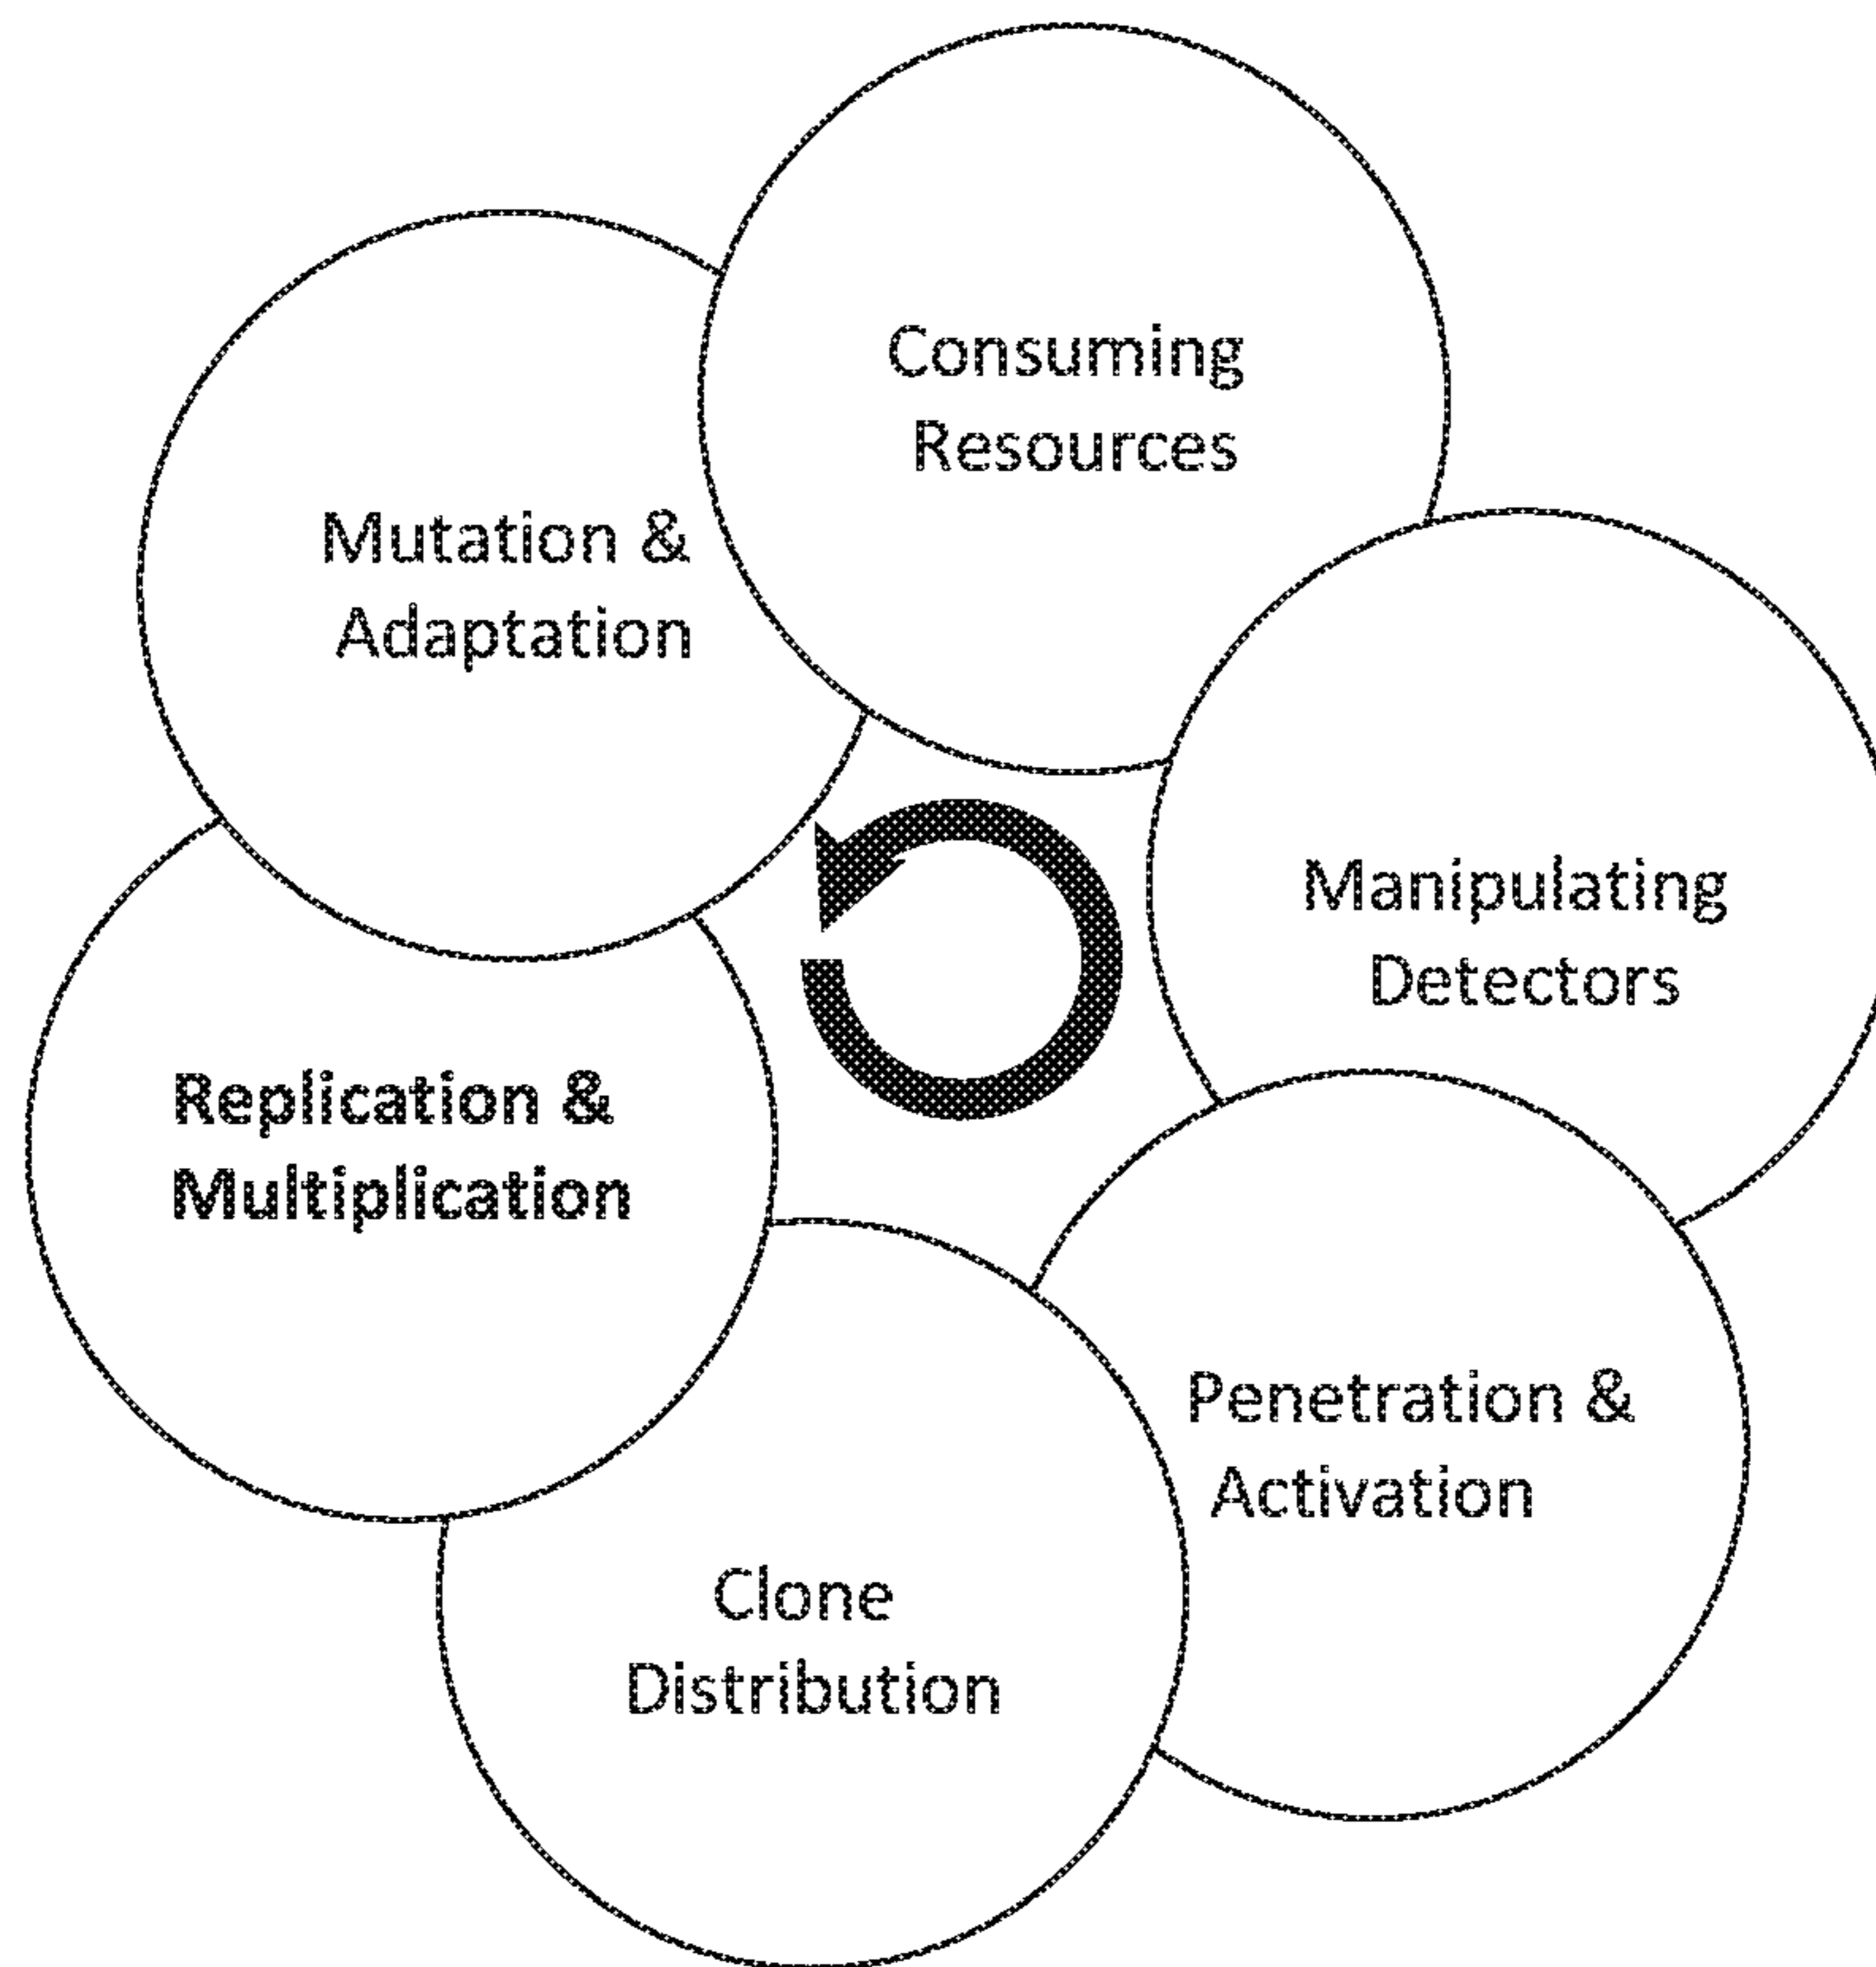 Consuming
Resources
Mutation &
Adaptation
Manipulating
Detectors
Replication &
Multiplication
Penetration &
Activation
Clone
Distribution